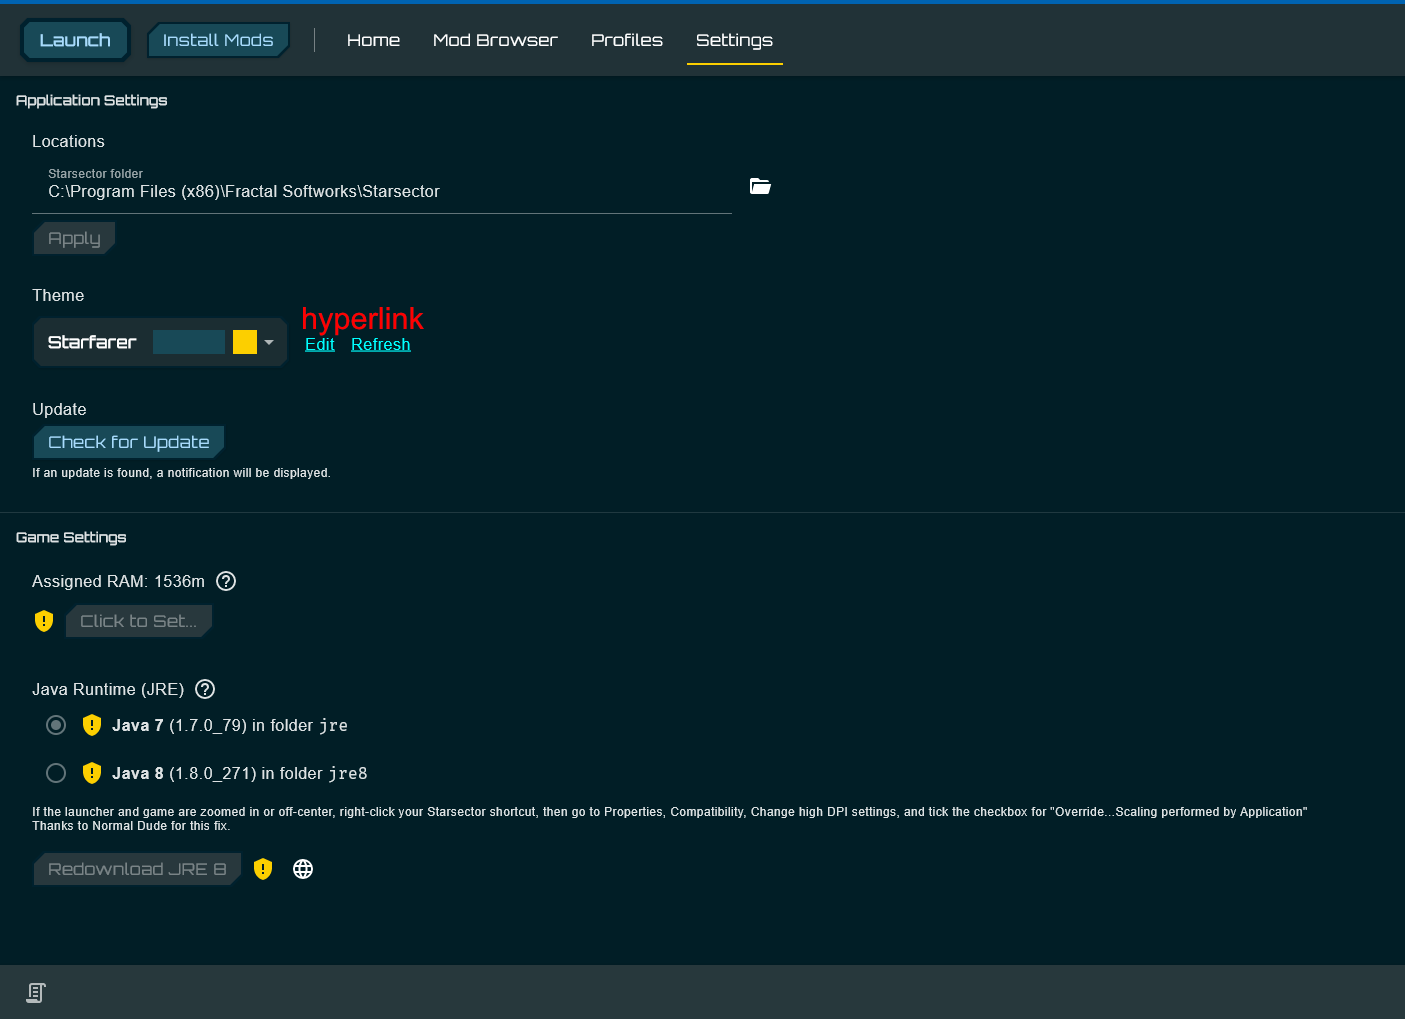 Launch Install Mods Home Mod Browser Profiles Settings
Application Settings
Locations
Starsector folder
C:\Program Files (x86)\Fractal Softworks\Starsector
Apply
Theme
hyperlink
Starfarer Edit Refresh
Update
Check for Update
If an update is found, a notification will be displayed.
Game Settings
Assigned RAM: 1536m
Click to Set...
Java Runtime (JRE)
Java 7 (1.7.0_79) in folder jre
Java 8 (1.8.0_271) in folder jre8
If the launcher and game are zoomed in or off-center, right-click your Starsector shortcut, then go to Properties, Compatibility, Change high DPI settings, and tick the checkbox for "Override...Scaling performed by Application"
Thanks to Normal Dude for this fix.
Redownload JRE 8